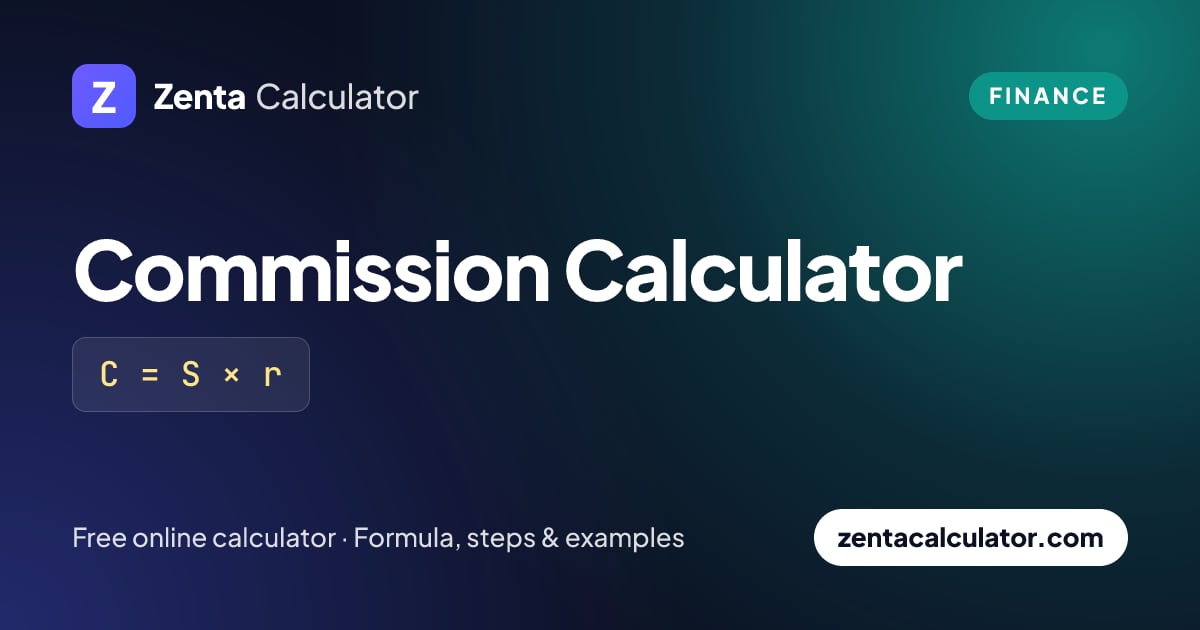 Z Zenta Calculator
FINANCE
Commission Calculator
C = S × r
Free online calculator · Formula, steps & examples
zentacalculator.com